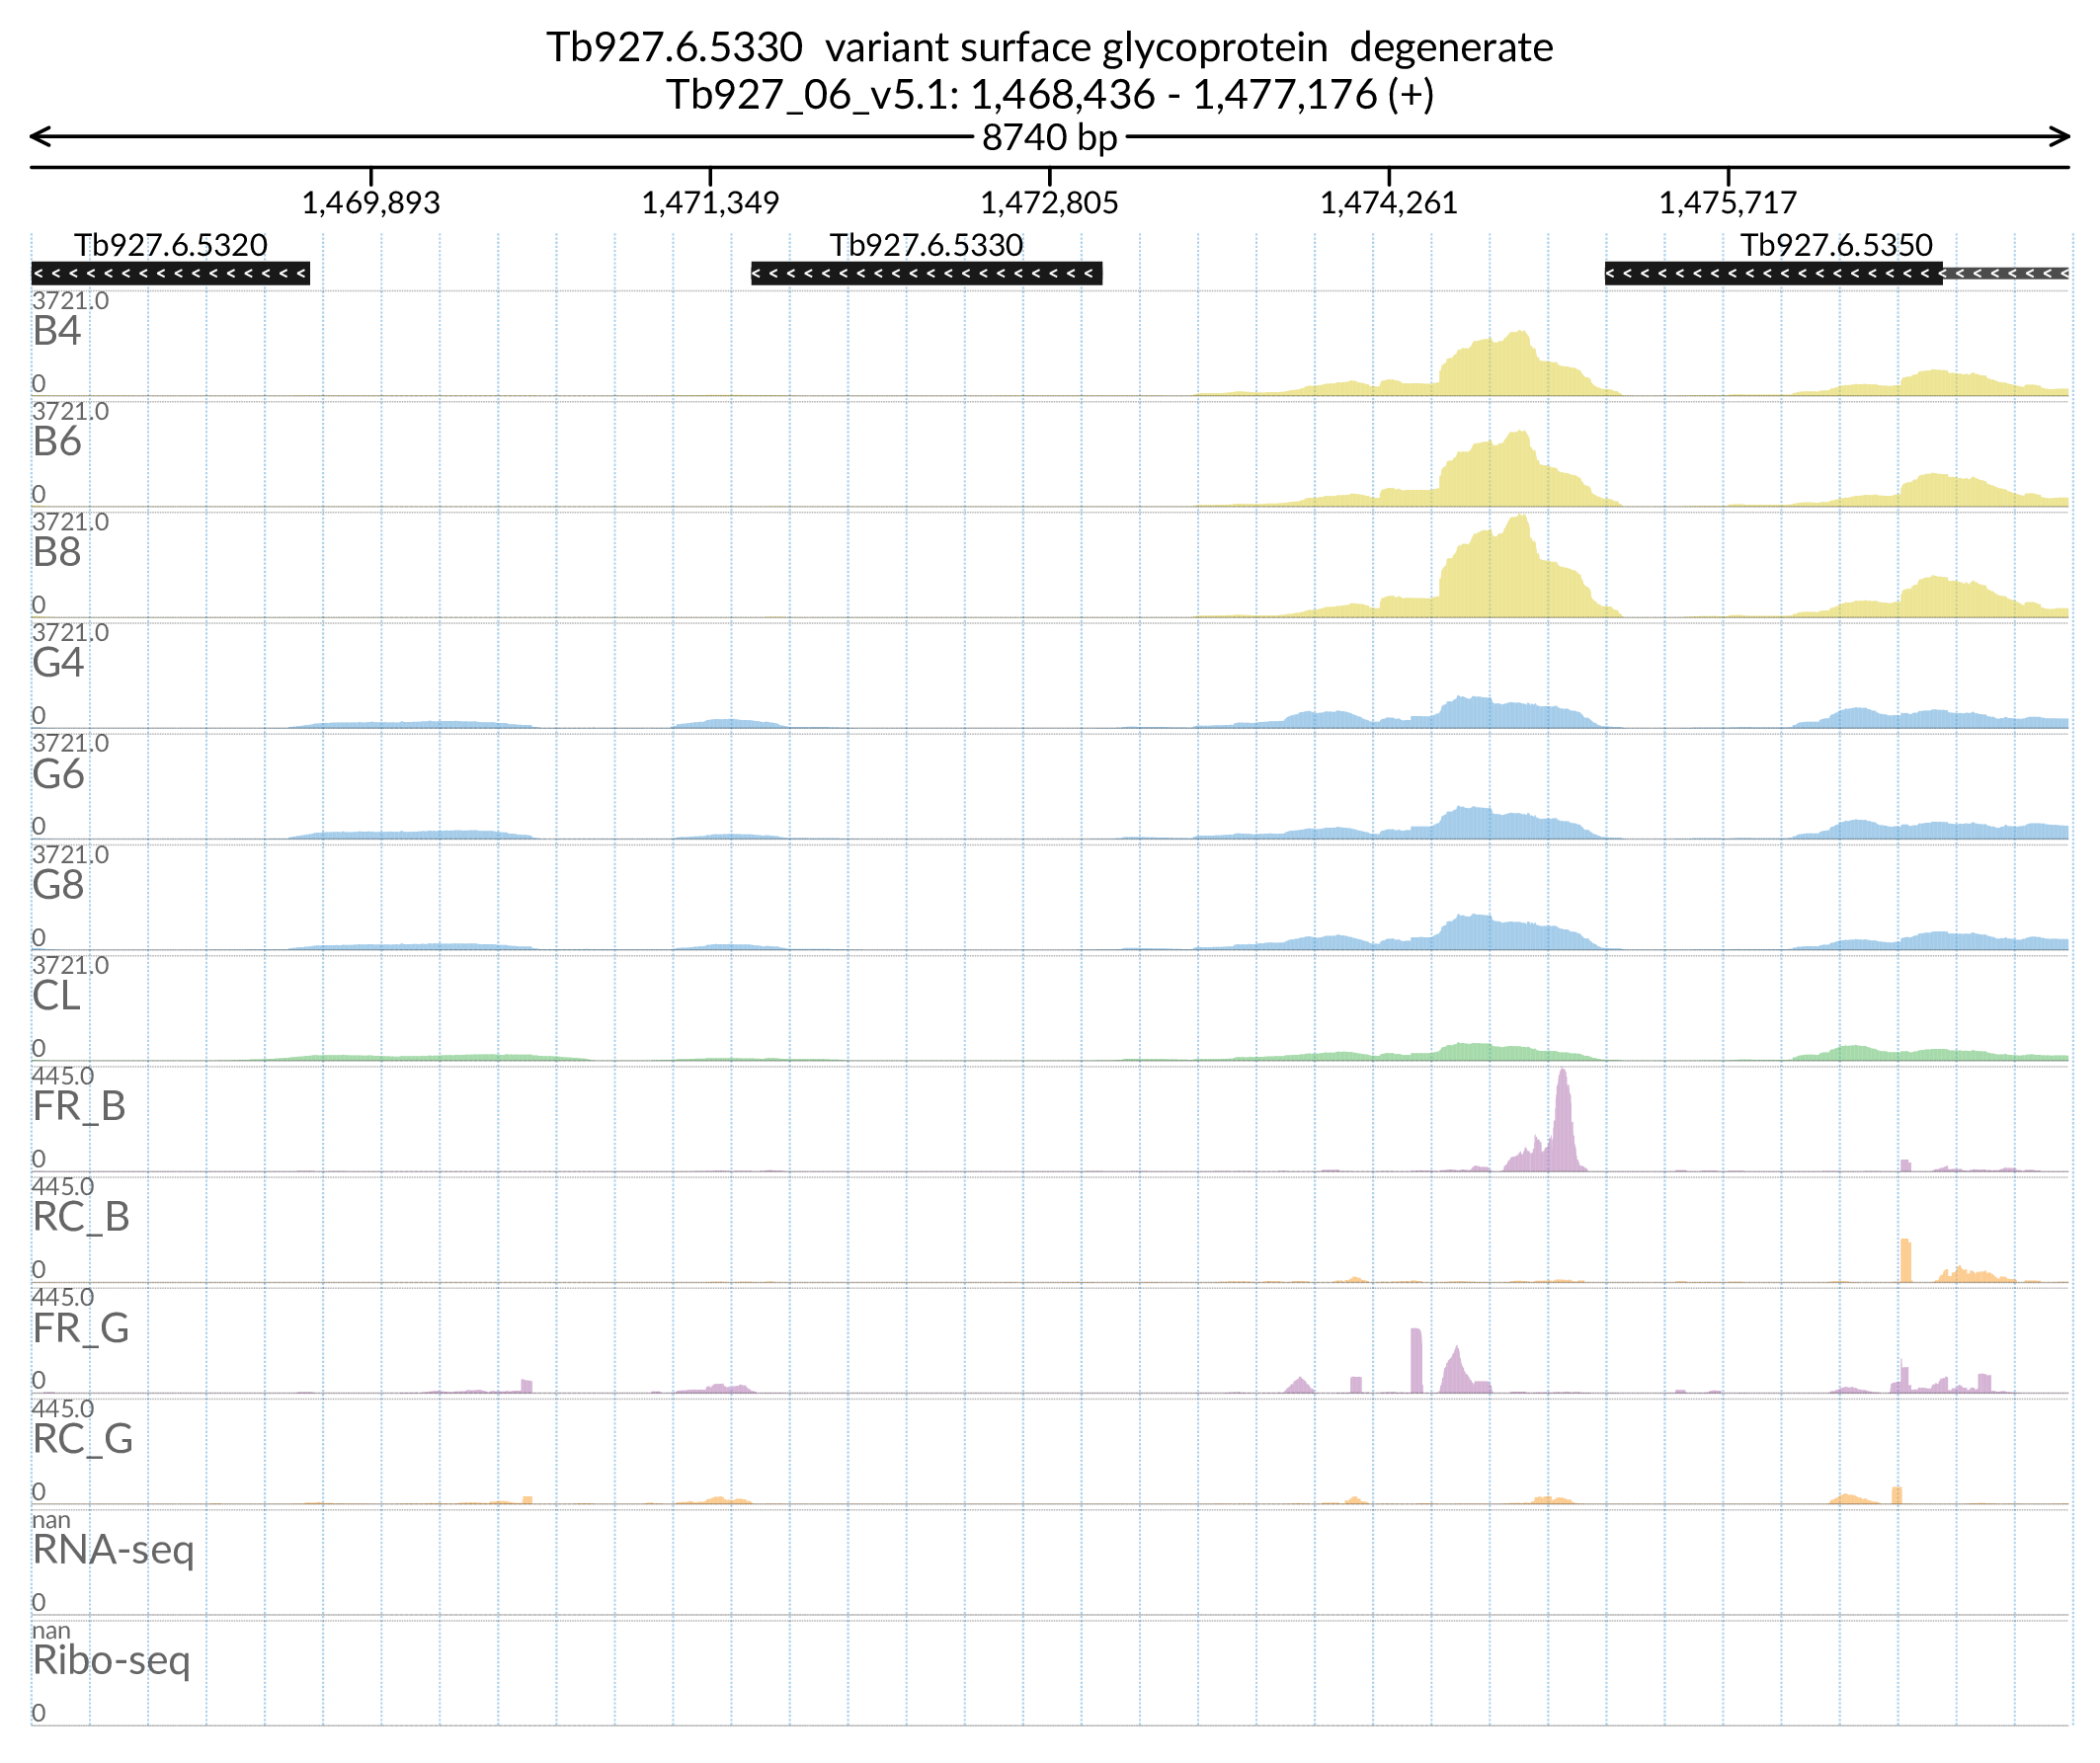 Tb927.6.5330  variant surface glycoprotein  degenerate
Tb927_06_v5.1: 1,468,436 - 1,477,176 (+)
8740 bp
1,469,893 1,471,349 1,472,805 1,474,261 1,475,717
Tb927.6.5320 Tb927.6.5330 Tb927.6.5350
3721.0
B4
0
3721.0
B6
0
3721.0
B8
0
3721.0
G4
0
3721.0
G6
0
3721.0
G8
0
3721.0
CL
0
445.0
FR_B
0
445.0
RC_B
0
445.0
FR_G
0
445.0
RC_G
0
nan
RNA-seq
0
nan
Ribo-seq
0